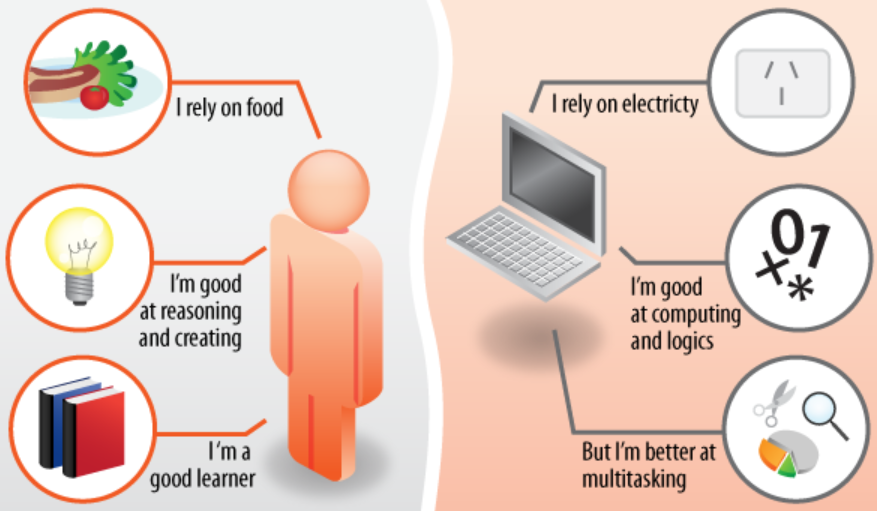 I rely on food
I'm good
at reasoning
and creating
I'm a
good learner
I rely on electricty
01
×*
I'm good
at computing
and logics
But I'm better at
multitasking